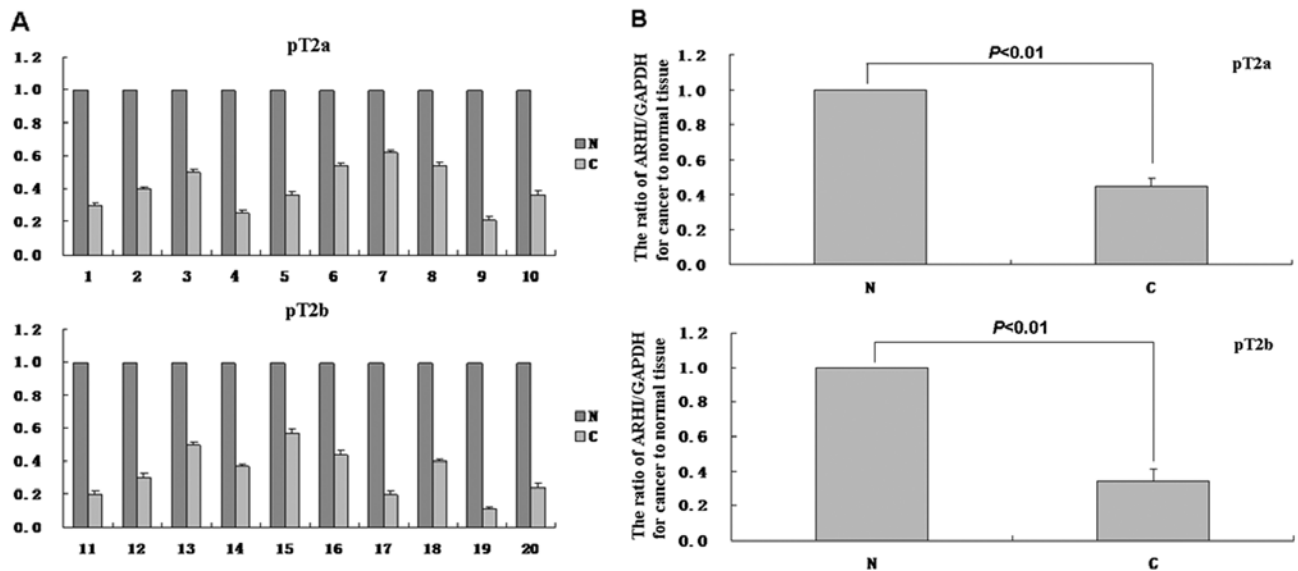 A
pT2a
1.2
1.0
0.8
0.6
0.4
0.2
0.0
1 2 3 4 5 6 7 8 9 10
N
C
pT2b
1.2
1.0
0.8
0.6
0.4
0.2
0.0
11 12 13 14 15 16 17 18 19 20
N
C
B
P<0.01
pT2a
The ratio of ARHI/GAPDH
for cancer to normal tissue
1.2
1.0
0.8
0.6
0.4
0.2
0.0
N C
P<0.01
pT2b
The ratio of ARHI/GAPDH
for cancer to normal tissue
1.2
1.0
0.8
0.6
0.4
0.2
0.0
N C